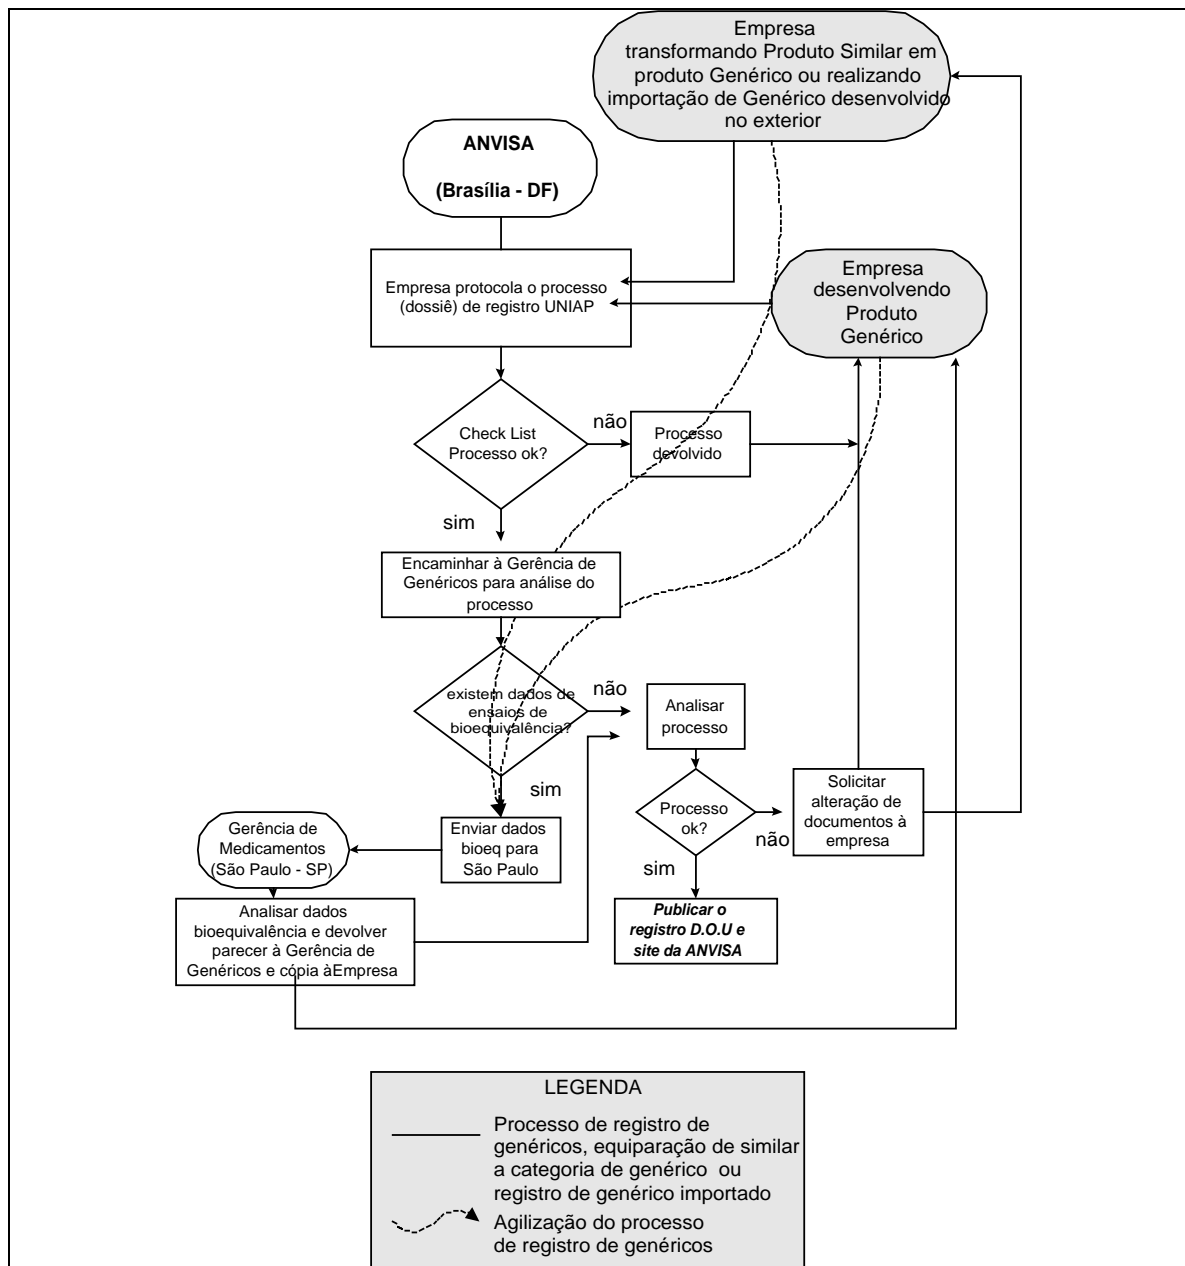 Empresa
transformando Produto Similar em
produto Genérico ou realizando
importação de Genérico desenvolvido
no exterior
ANVISA
(Brasília - DF)
Empresa protocola o processo
(dossiê) de registro UNIAP
Empresa
desenvolvendo
Produto
Genérico
Check List
Processo ok?
não
Processo
devolvido
sim
Encaminhar à Gerência de
Genéricos para análise do
processo
existem dados de
ensaios de
bioequivalência?
não
Analisar
processo
sim
Processo
ok?
não
Solicitar
alteração de
documentos à
empresa
Enviar dados
bioeq para
São Paulo
Gerência de
Medicamentos
(São Paulo - SP)
sim
Analisar dados
bioequivalência e devolver
parecer à Gerência de
Genéricos e cópia àEmpresa
Publicar o
registro D.O.U e
site da ANVISA
LEGENDA
Processo de registro de
genéricos, equiparação de similar
a categoria de genérico ou
registro de genérico importado
Agilização do processo
de registro de genéricos